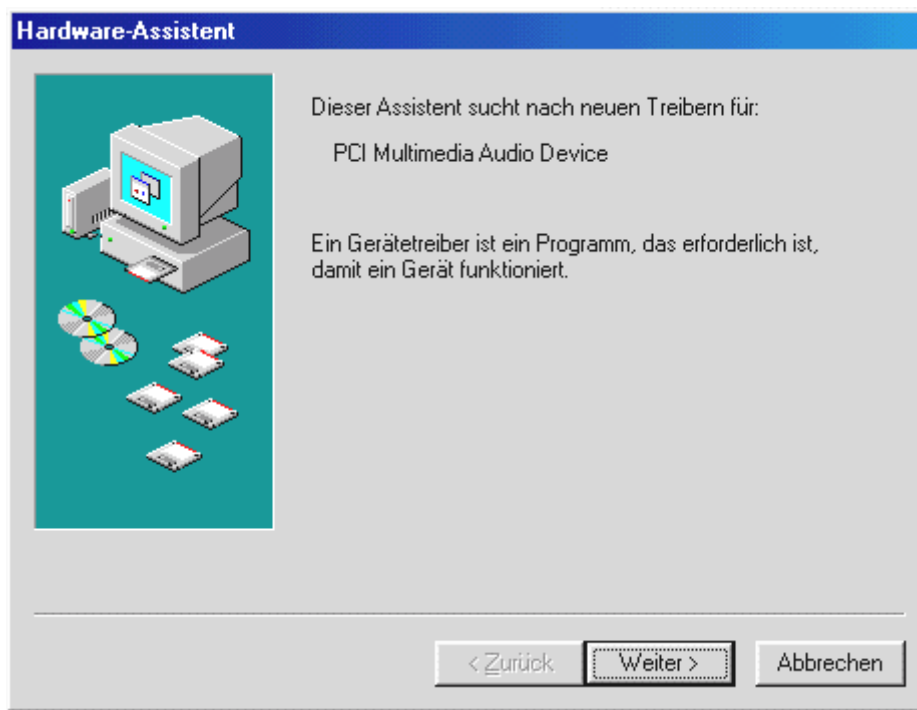 Hardware-Assistent
Dieser Assistent sucht nach neuen Treibern für:
PCI Multimedia Audio Device
Ein Gerätetreiber ist ein Programm, das erforderlich ist,
damit ein Gerät funktioniert.
< Zurück
Weiter >
Abbrechen